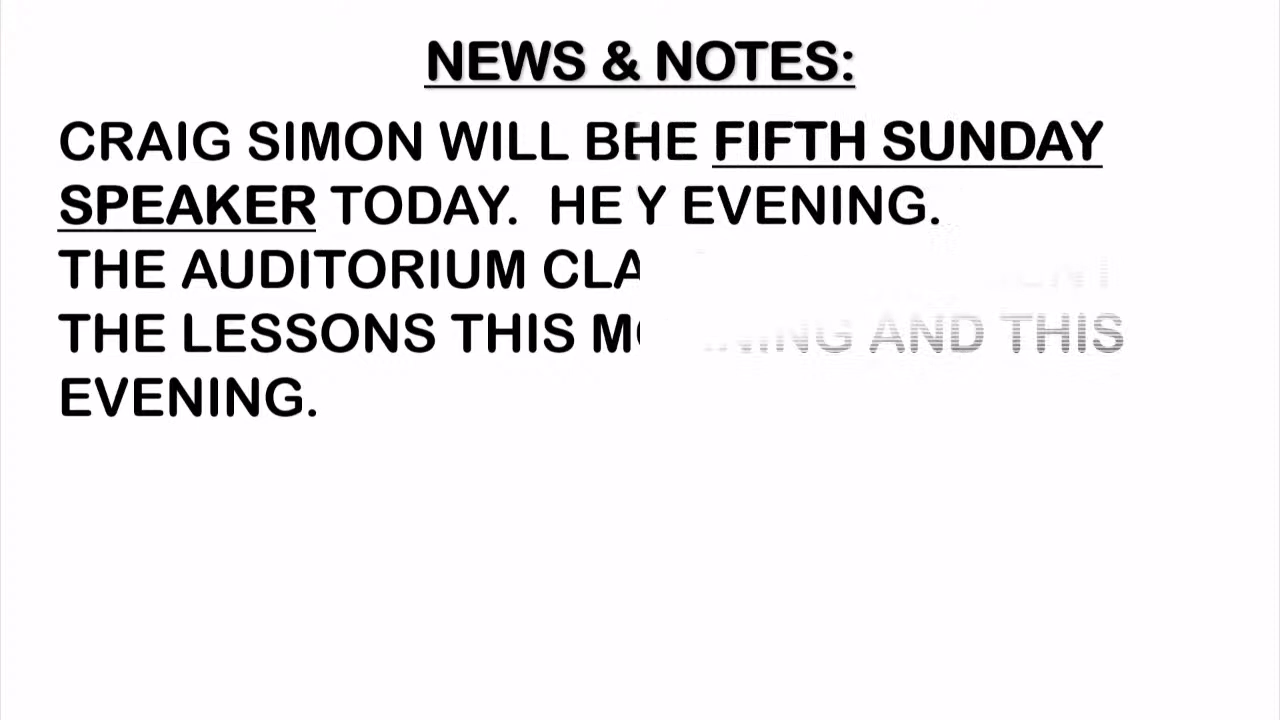 NEWS & NOTES:
CRAIG SIMON WILL BHE FIFTH SUNDAY
SPEAKER TODAY. HE Y EVENING.
THE AUDITORIUM
THE LESSONS THIS AND THIS
EVENING.